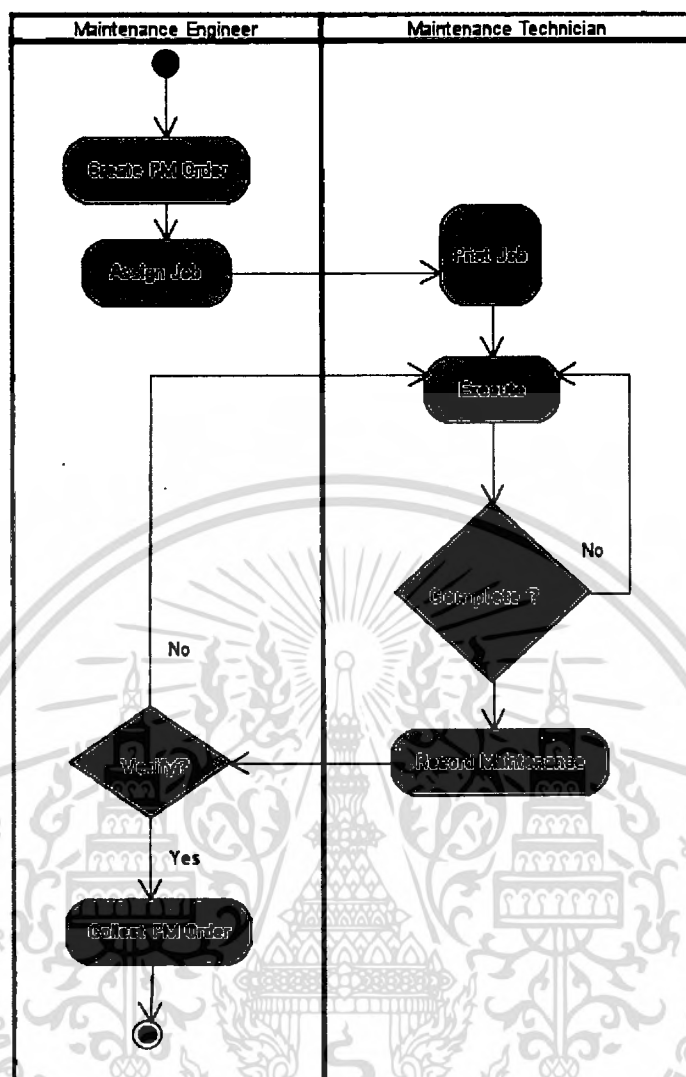 Maintenance Engineer
Maintenance Technician
Create PM Order
Assign Job
Print Job
Execute
Complete ?
No
No
Verify?
Record Maintenance
Yes
Collect PM Order